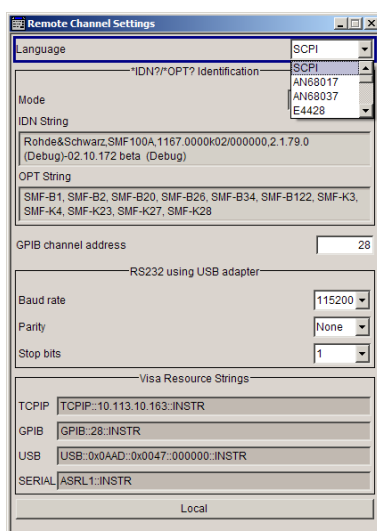 Remote Channel Settings
Language SCPI
SCPI
AN68017
AN68037
E4428
*IDN?/*OPT? Identification
Mode
IDN String
Rohde&Schwarz,SMF100A,1167.0000k02/000000,2.1.79.0
(Debug)-02.10.172 beta (Debug)
OPT String
SMF-B1, SMF-B2, SMF-B20, SMF-B26, SMF-B34, SMF-B122, SMF-K3,
SMF-K4, SMF-K23, SMF-K27, SMF-K28
GPIB channel address 28
RS232 using USB adapter
Baud rate 115200
Parity None
Stop bits 1
Visa Resource Strings
TCPIP TCPIP::10.113.10.163::INSTR
GPIB GPIB::28::INSTR
USB USB::0x0AAD::0x0047::000000::INSTR
SERIAL ASRL1::INSTR
Local